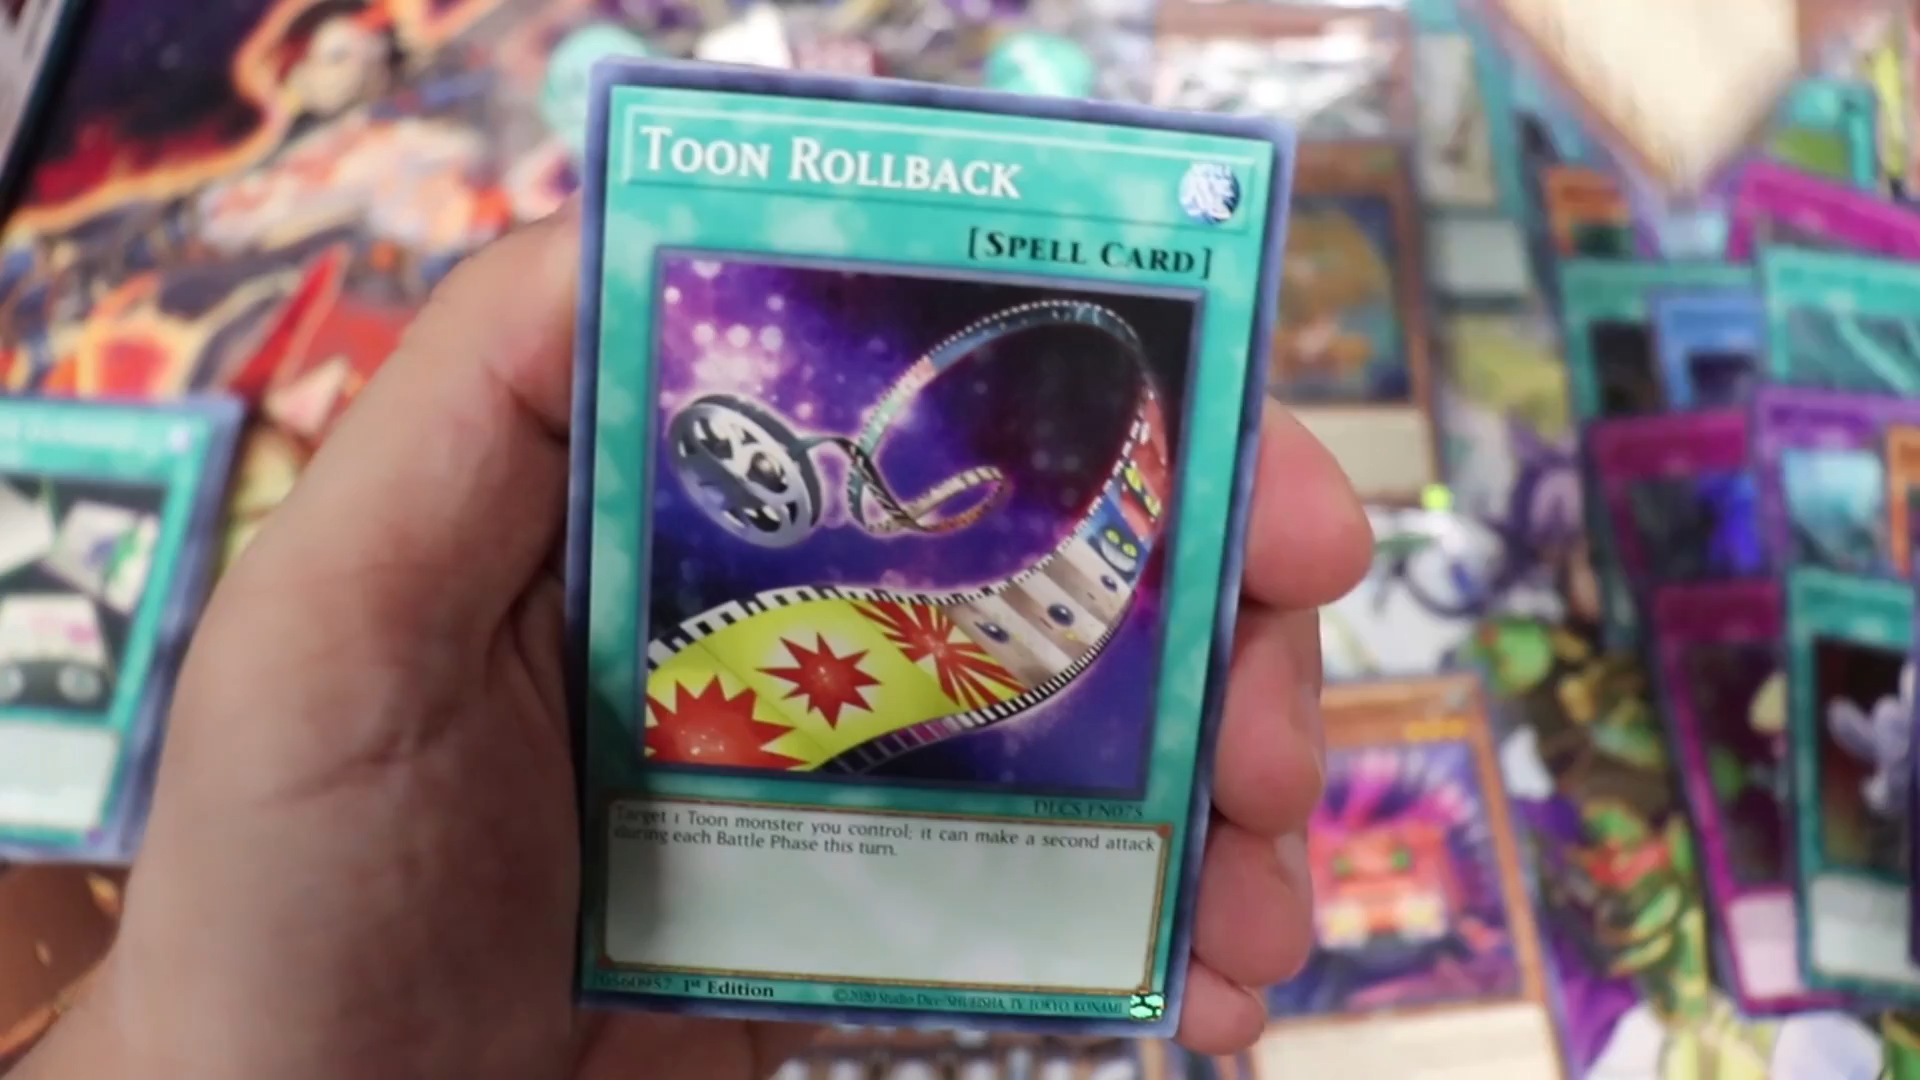 TOON ROLLBACK
[SPELL CARD]
DLCS-EN075
Target 1 Toon monster you control; it can make a second attack
during each Battle Phase this turn.
1st Edition
©2020 Studio Dice/SHUEISHA, TV TOKYO, KONAMI